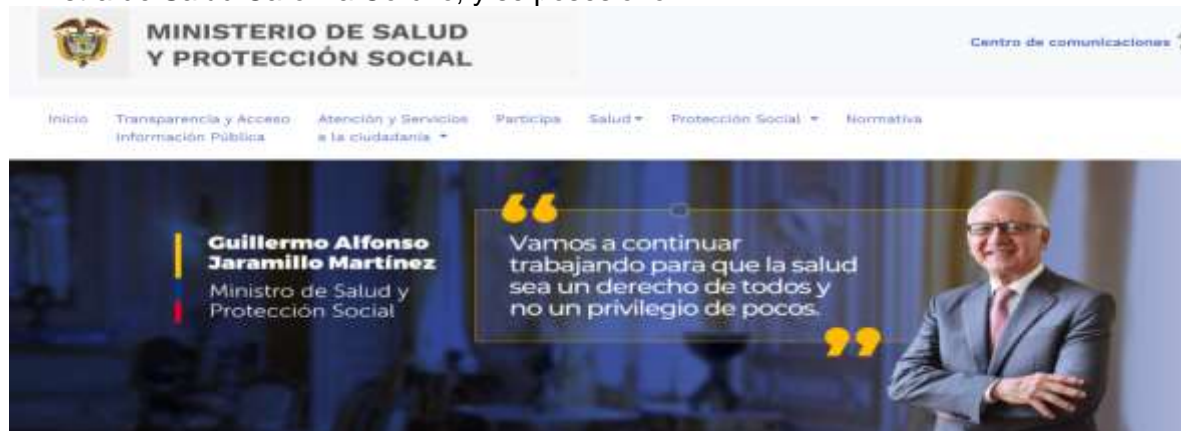 MINISTERIO DE SALUD
Y PROTECCIÓN SOCIAL
Centro de comunicaciones
Inicio
Transparencia y Acceso
Información Pública
Atención y Servicios
a la ciudadanía
Participa
Salud
Protección Social
Normativa
Guillermo Alfonso
Jaramillo Martínez
Ministro de Salud y
Protección Social
“
Vamos a continuar
trabajando para que la salud
sea un derecho de todos y
no un privilegio de pocos.
”